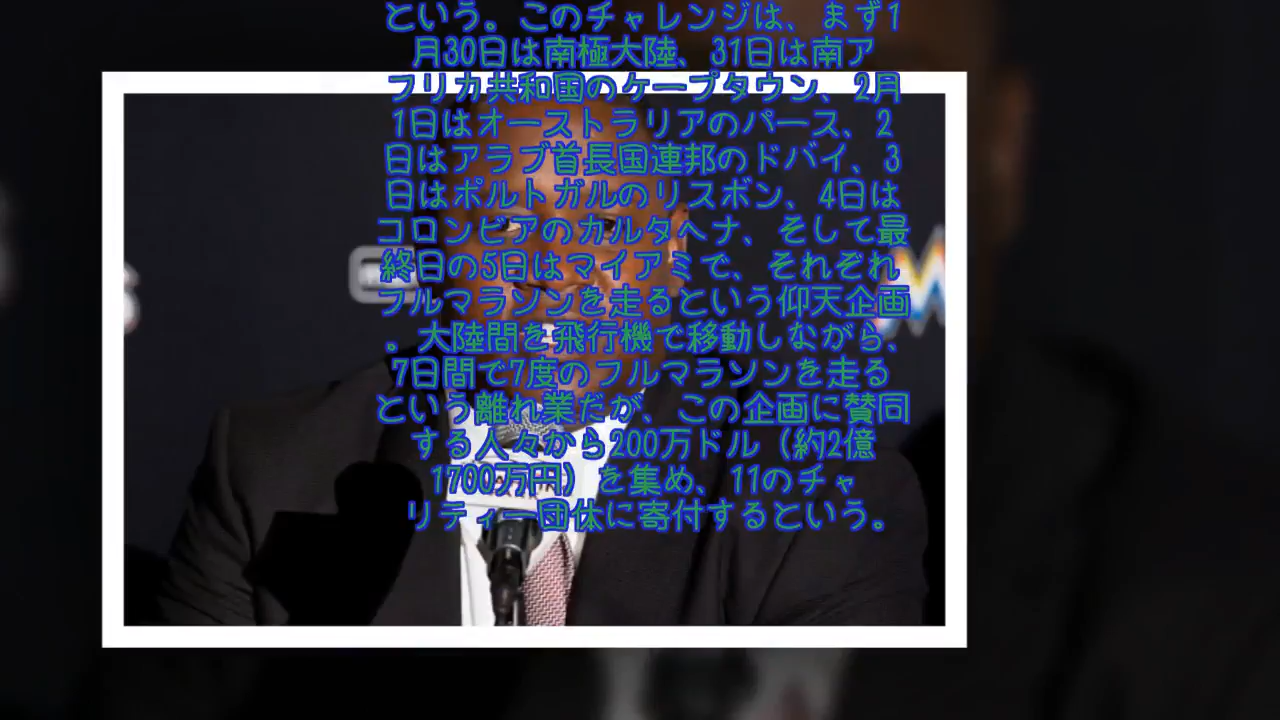 という。このチャレンジは、まず1
月30日は南極大陸、31日は南ア
フリカ共和国のケープタウン、2月
1日はオーストラリアのパース、2
日はアラブ首長国連邦のドバイ、3
日はポルトガルのリスボン、4日は
コロンビアのカルタヘナ、そして最
終日の5日はマイアミで、それぞれ
フルマラソンを走るという仰天企画
。大陸間を飛行機で移動しながら、
7日間で7度のフルマラソンを走る
という離れ業だが、この企画に賛同
する人々から200万ドル（約2億
1700万円）を集め、11のチャ
リティー団体に寄付するという。